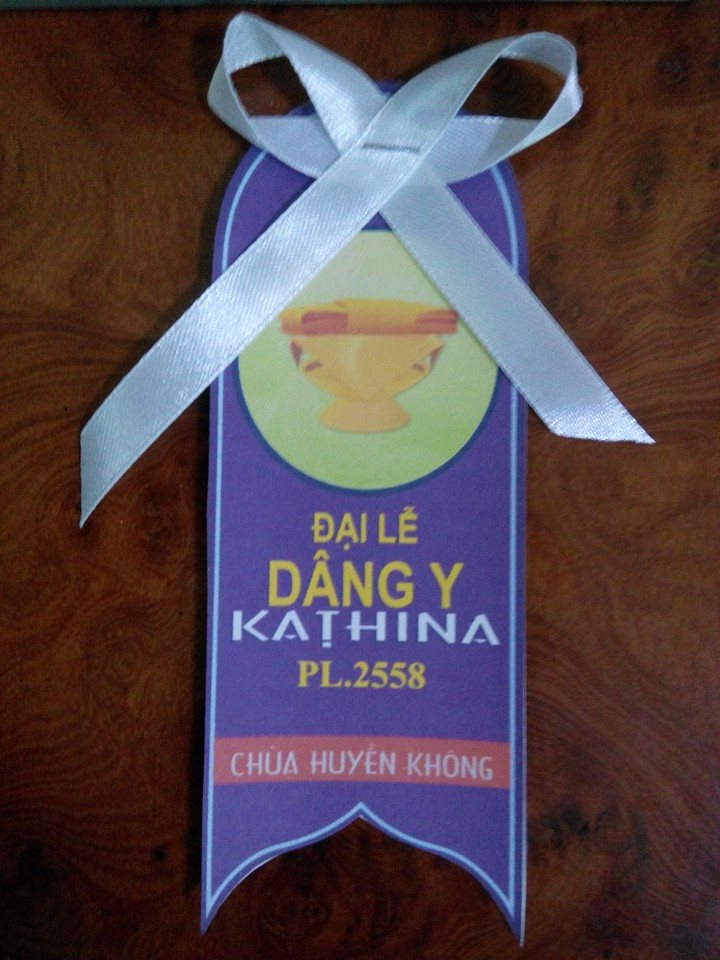 ĐẠI LỄ
DÂNG Y
KAṬHINA
PL.2558
CHÙA HUYỀN KHÔNG